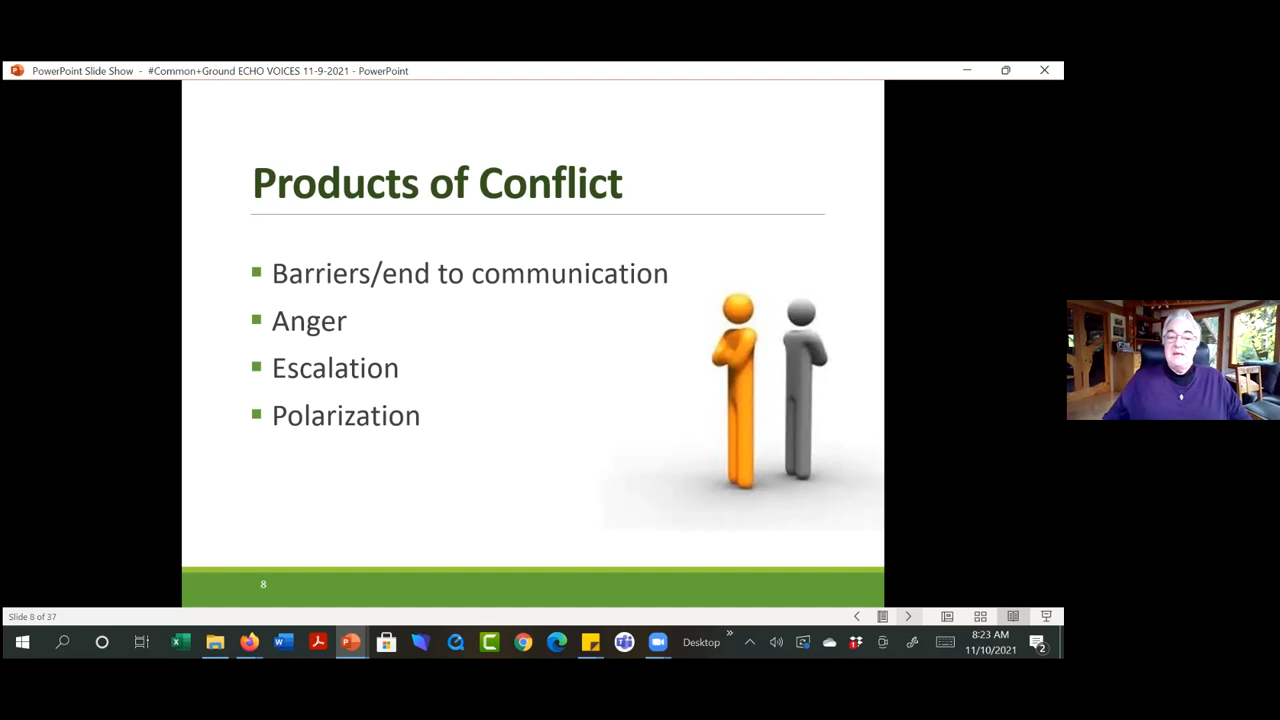 PowerPoint Slide Show - #Common+Ground ECHO VOICES 11-9-2021 - PowerPoint
Products of Conflict
Barriers/end to communication
Anger
Escalation
Polarization
8
Slide 8 of 37
Desktop
8:23 AM
11/10/2021
2